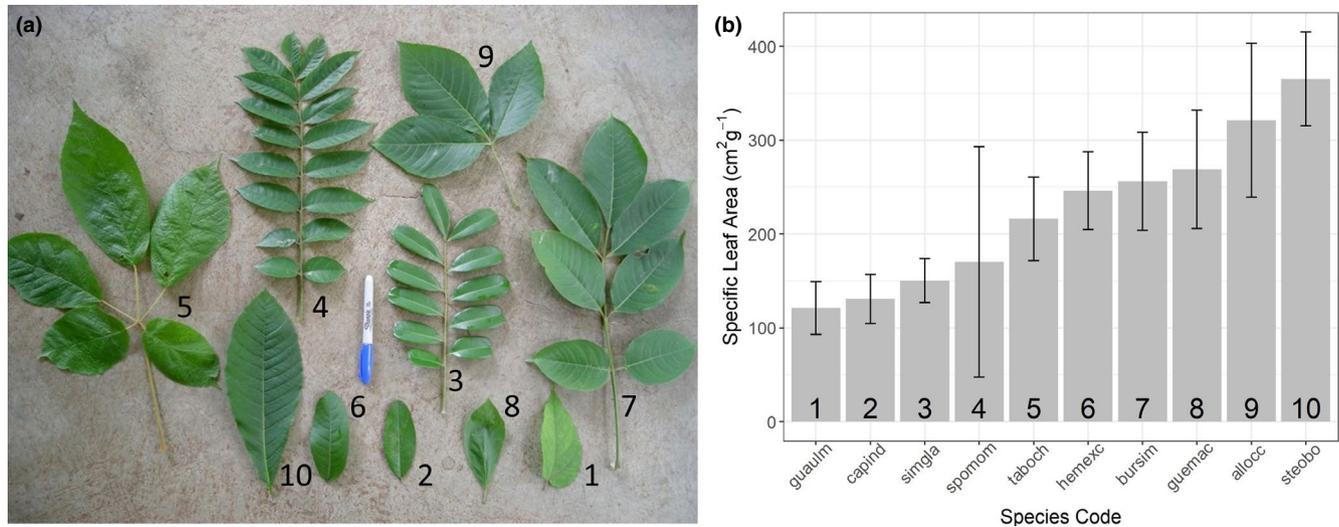 (a)
9
5
4
3
7
6
8
10
2
1
Sharpie
(b)
Specific Leaf Area (cm²g⁻¹)
400
300
200
100
0
1 2 3 4 5 6 7 8 9 10
guaulm capind simgla spomom taboch hemexc bursim guemac allocc steobo
Species Code